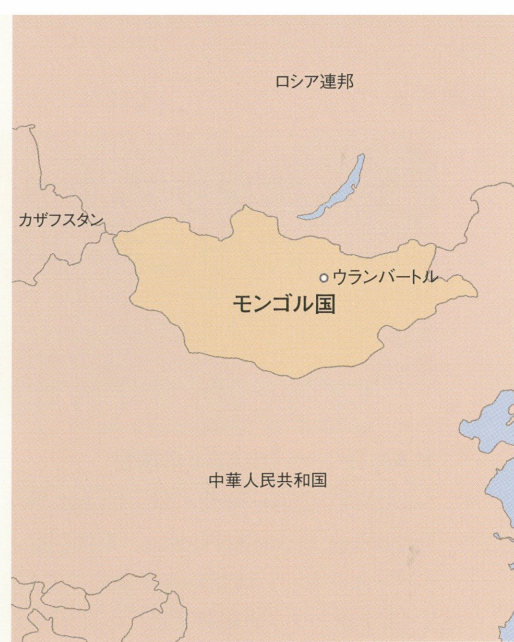 ロシア連邦
カザフスタン
ウランバートル
モンゴル国
中華人民共和国